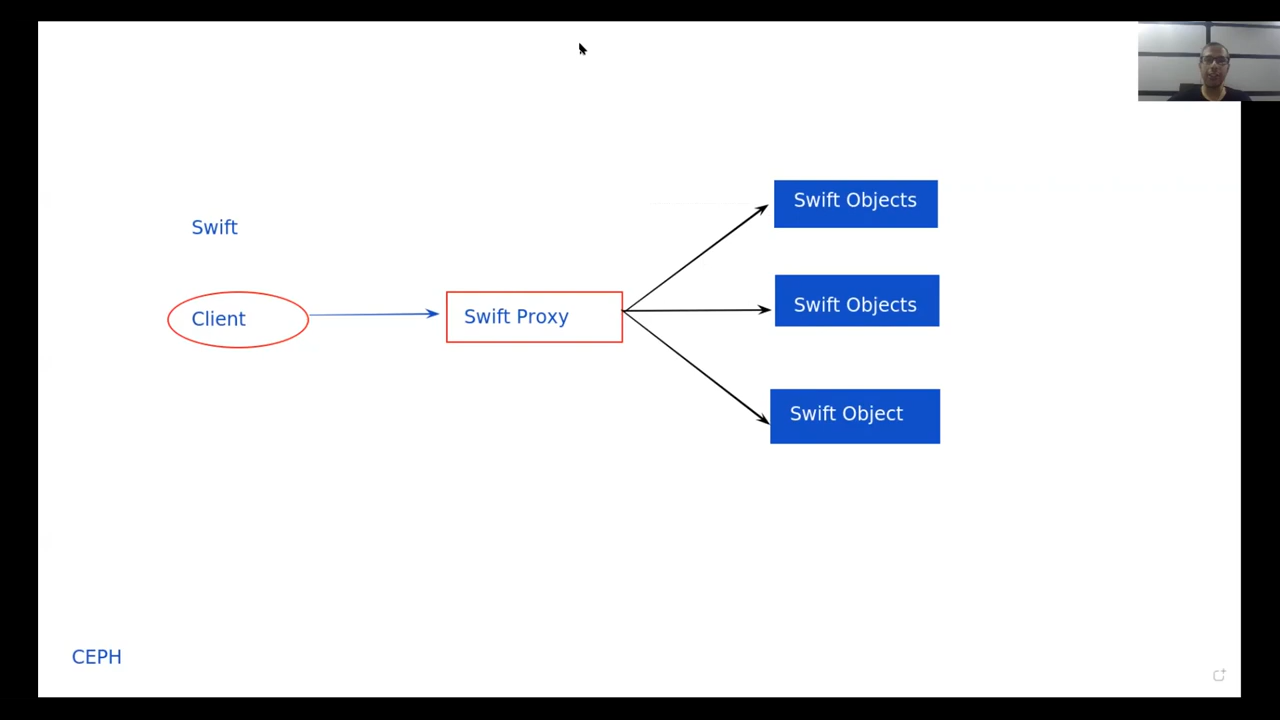 Swift Objects
Swift
Swift Objects
Client
Swift Proxy
Swift Object
CEPH